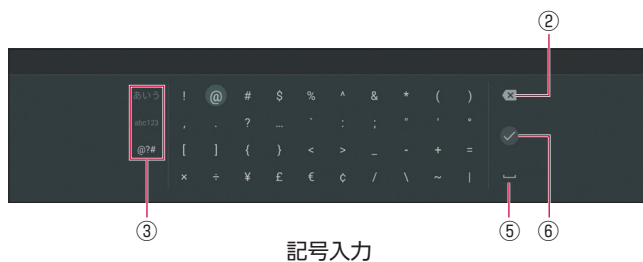 ②
あいう ! @ # $ % ^ & * ( )
abc123 , . ? … ` : ; " ' °
@?# [ ] { } < > _ - + =
× ÷ ¥ £ € ¢ / \ ~ |
③ ⑤ ⑥
記号入力